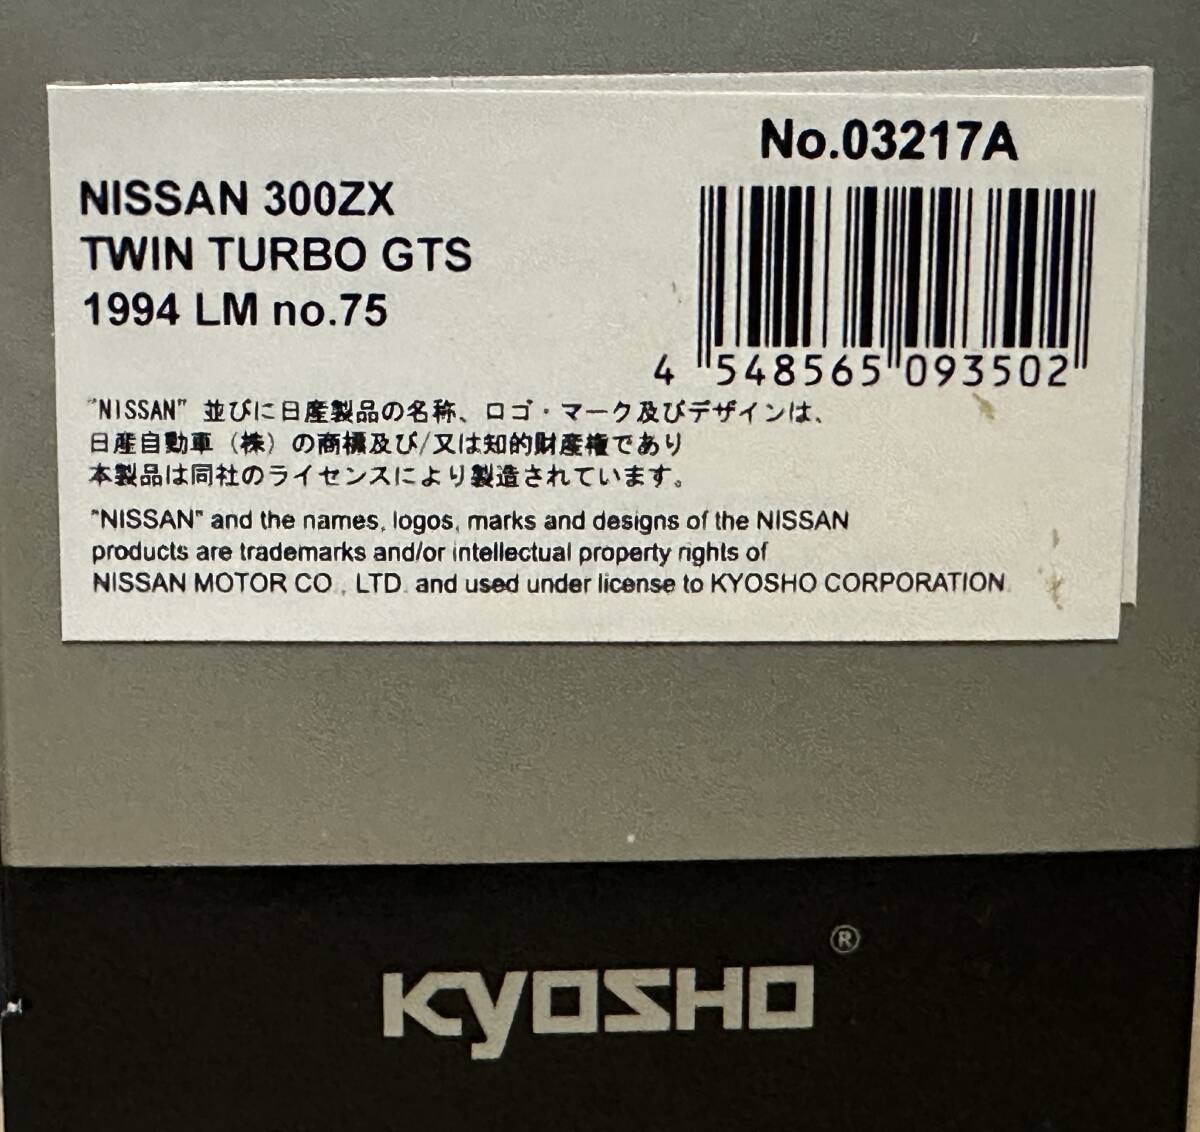 No.03217A
NISSAN 300ZX
TWIN TURBO GTS
1994 LM no.75
4 548565 093502
"NISSAN" 並びに日産製品の名称、ロゴ・マーク及びデザインは、
日産自動車（株）の商標及び/又は知的財産権であり
本製品は同社のライセンスにより製造されています。
"NISSAN" and the names, logos, marks and designs of the NISSAN
products are trademarks and/or intellectual property rights of
NISSAN MOTOR CO., LTD. and used under license to KYOSHO CORPORATION.
KYOSHO®